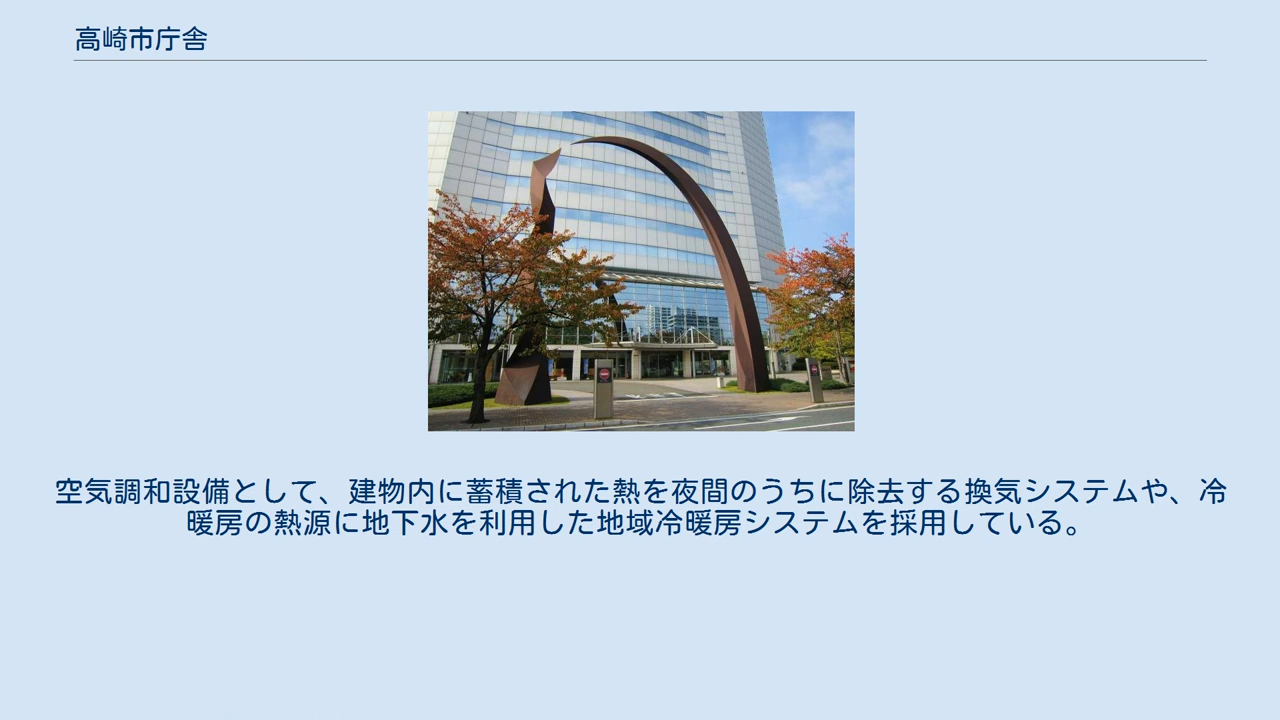 高崎市庁舎
空気調和設備として、建物内に蓄積された熱を夜間のうちに除去する換気システムや、冷
暖房の熱源に地下水を利用した地域冷暖房システムを採用している。